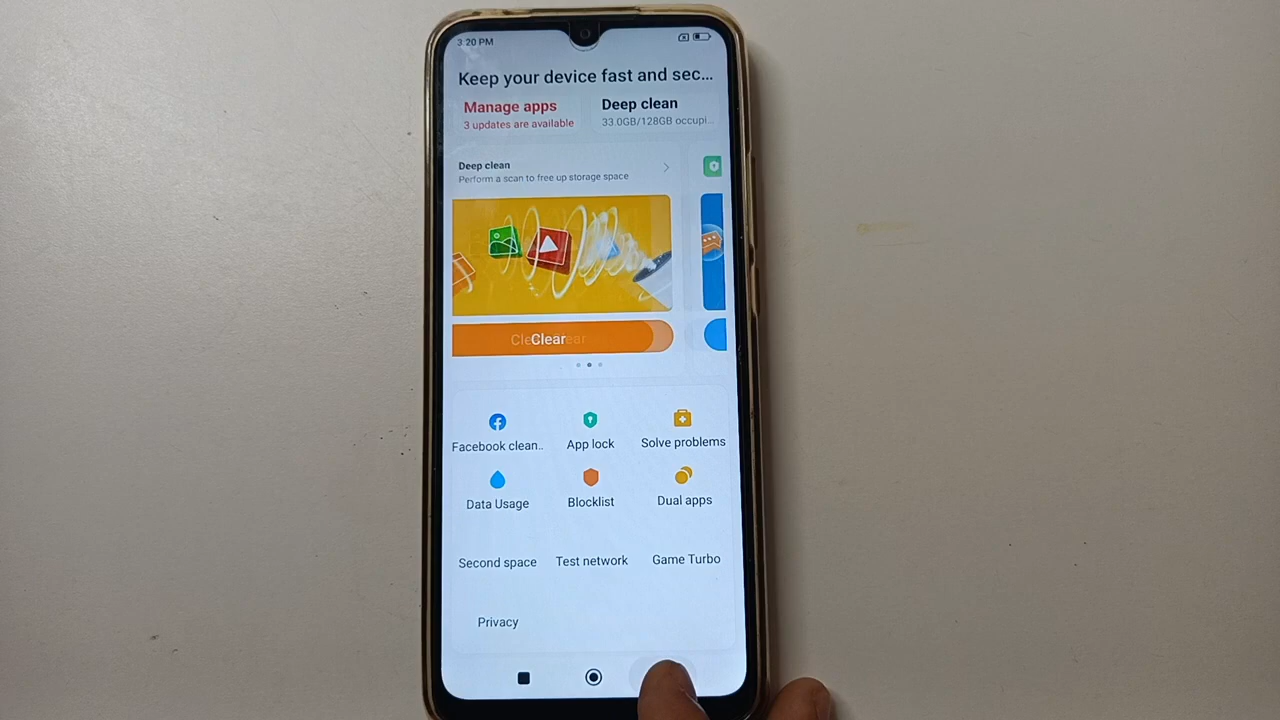 3:20 PM
Keep your device fast and sec...
Manage apps
3 updates are available
Deep clean
33.0GB/128GB occupi...
Deep clean
Perform a scan to free up storage space
Clear
Facebook clean..
App lock
Solve problems
Data Usage
Blocklist
Dual apps
Second space
Test network
Game Turbo
Privacy